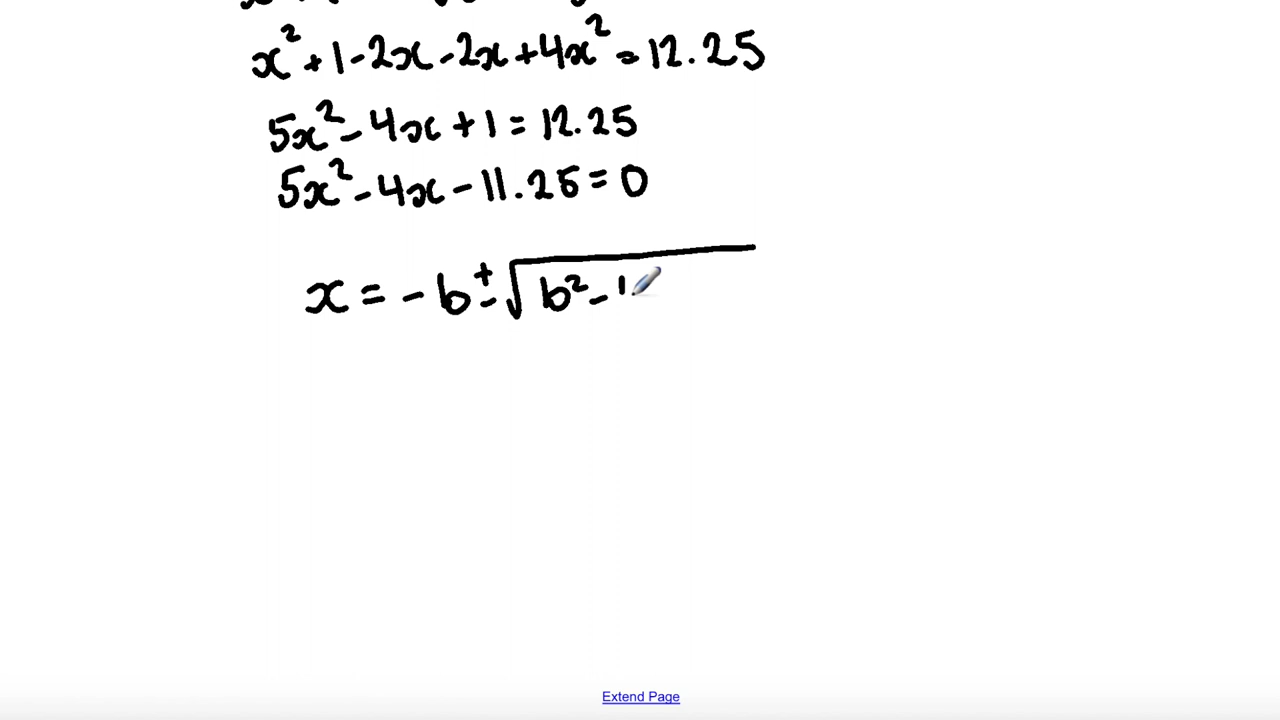 x² + 1 - 2x - 2x + 4x² = 12.25
5x² - 4x + 1 = 12.25
5x² - 4x - 11.25 = 0
x = -b ± √b² -
Extend Page